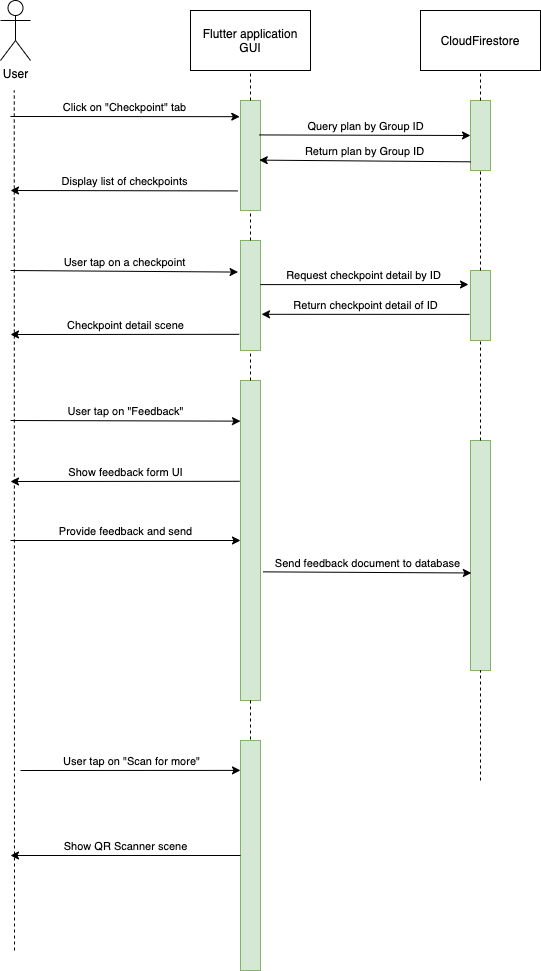 Flutter application
GUI
CloudFirestore
User
Click on "Checkpoint" tab
Query plan by Group ID
Return plan by Group ID
Display list of checkpoints
User tap on a checkpoint
Request checkpoint detail by ID
Return checkpoint detail of ID
Checkpoint detail scene
User tap on "Feedback"
Show feedback form UI
Provide feedback and send
Send feedback document to database
User tap on "Scan for more"
Show QR Scanner scene